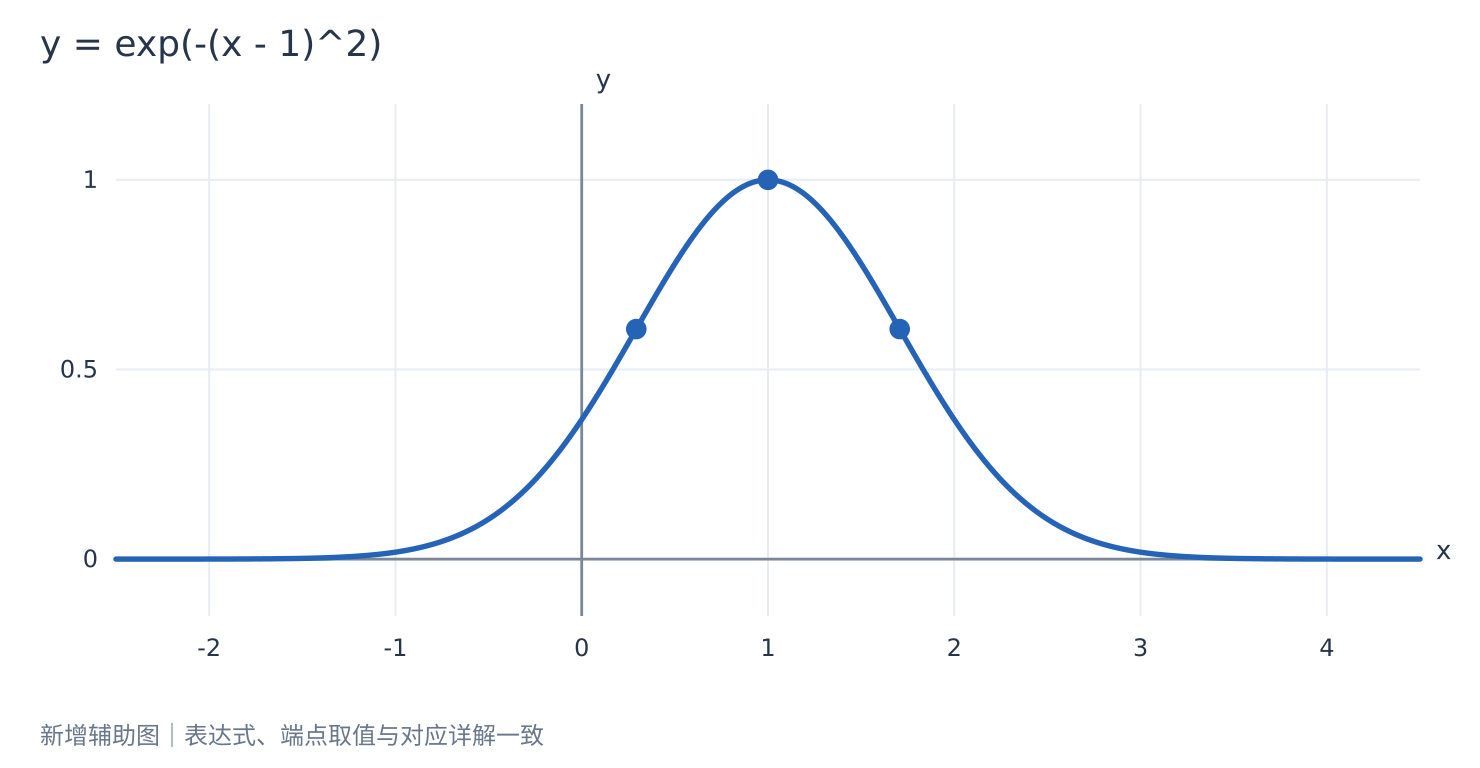 y = exp(-(x - 1)^2)
y
1
0.5
0
x
-2 -1 0 1 2 3 4
新增辅助图｜表达式、端点取值与对应详解一致